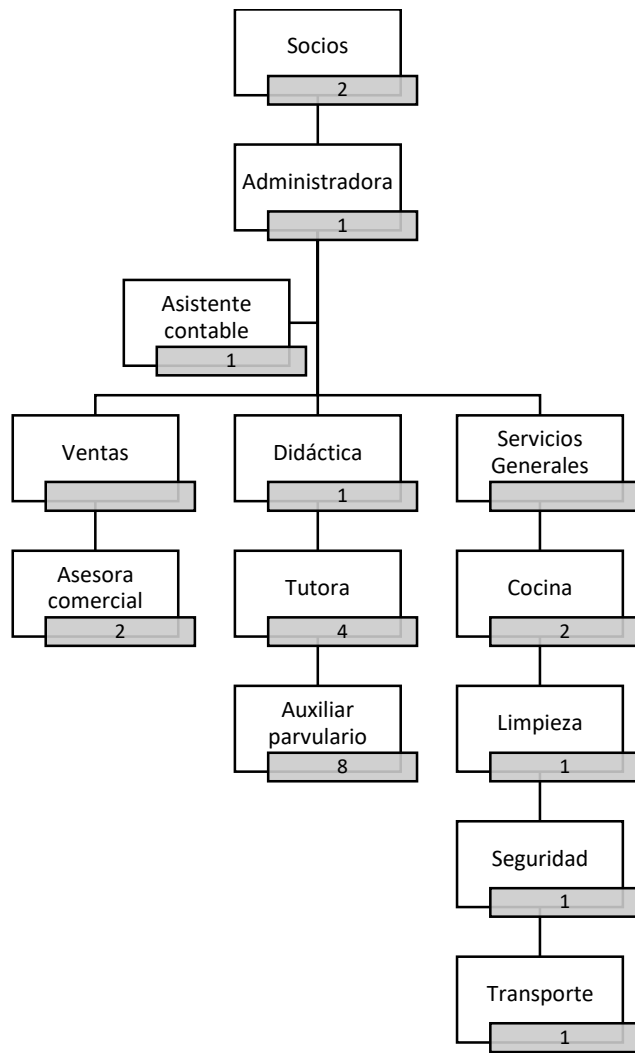 Socios
2
Administradora
1
Asistente
contable
1
Ventas
Didáctica
1
Servicios
Generales
Asesora
comercial
2
Tutora
4
Cocina
2
Auxiliar
parvulario
8
Limpieza
1
Seguridad
1
Transporte
1